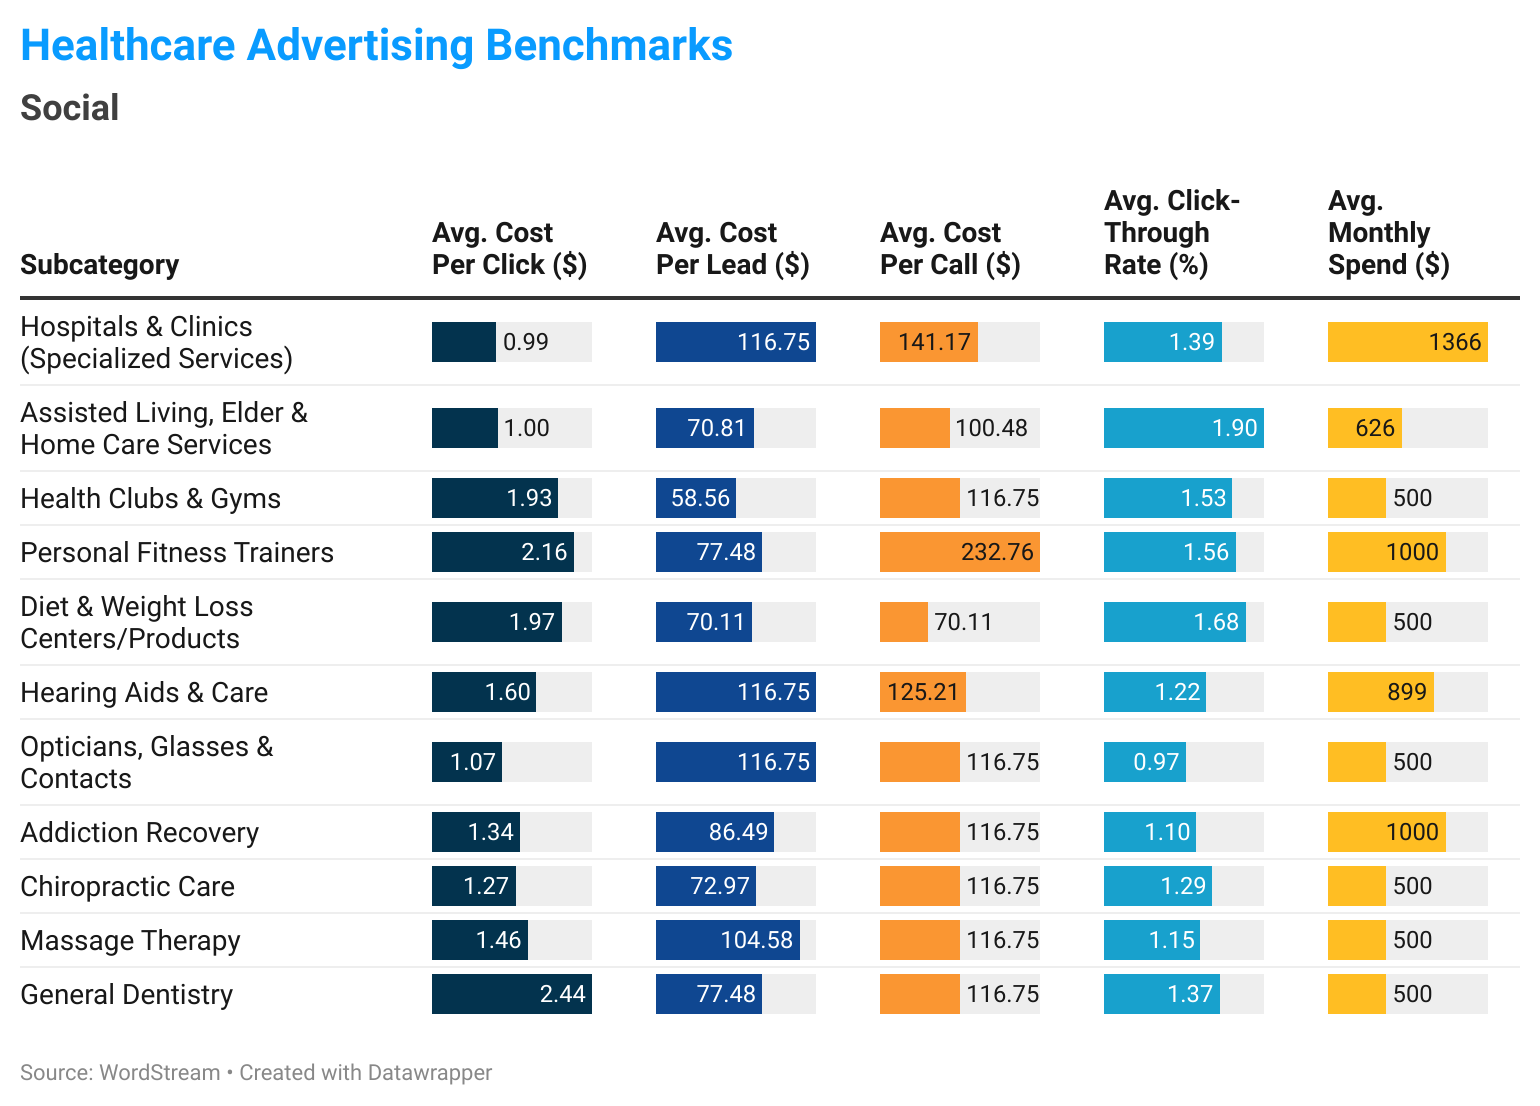 Healthcare Advertising Benchmarks
Social
Subcategory
Avg. Cost
Per Click ($)
Avg. Cost
Per Lead ($)
Avg. Cost
Per Call ($)
Avg. Click-
Through
Rate (%)
Avg.
Monthly
Spend ($)
Hospitals & Clinics
(Specialized Services)
0.99 116.75 141.17 1.39 1366
Assisted Living, Elder &
Home Care Services
1.00 70.81 100.48 1.90 626
Health Clubs & Gyms 1.93 58.56 116.75 1.53 500
Personal Fitness Trainers 2.16 77.48 232.76 1.56 1000
Diet & Weight Loss
Centers/Products
1.97 70.11 70.11 1.68 500
Hearing Aids & Care 1.60 116.75 125.21 1.22 899
Opticians, Glasses &
Contacts
1.07 116.75 116.75 0.97 500
Addiction Recovery 1.34 86.49 116.75 1.10 1000
Chiropractic Care 1.27 72.97 116.75 1.29 500
Massage Therapy 1.46 104.58 116.75 1.15 500
General Dentistry 2.44 77.48 116.75 1.37 500
Source: WordStream • Created with Datawrapper